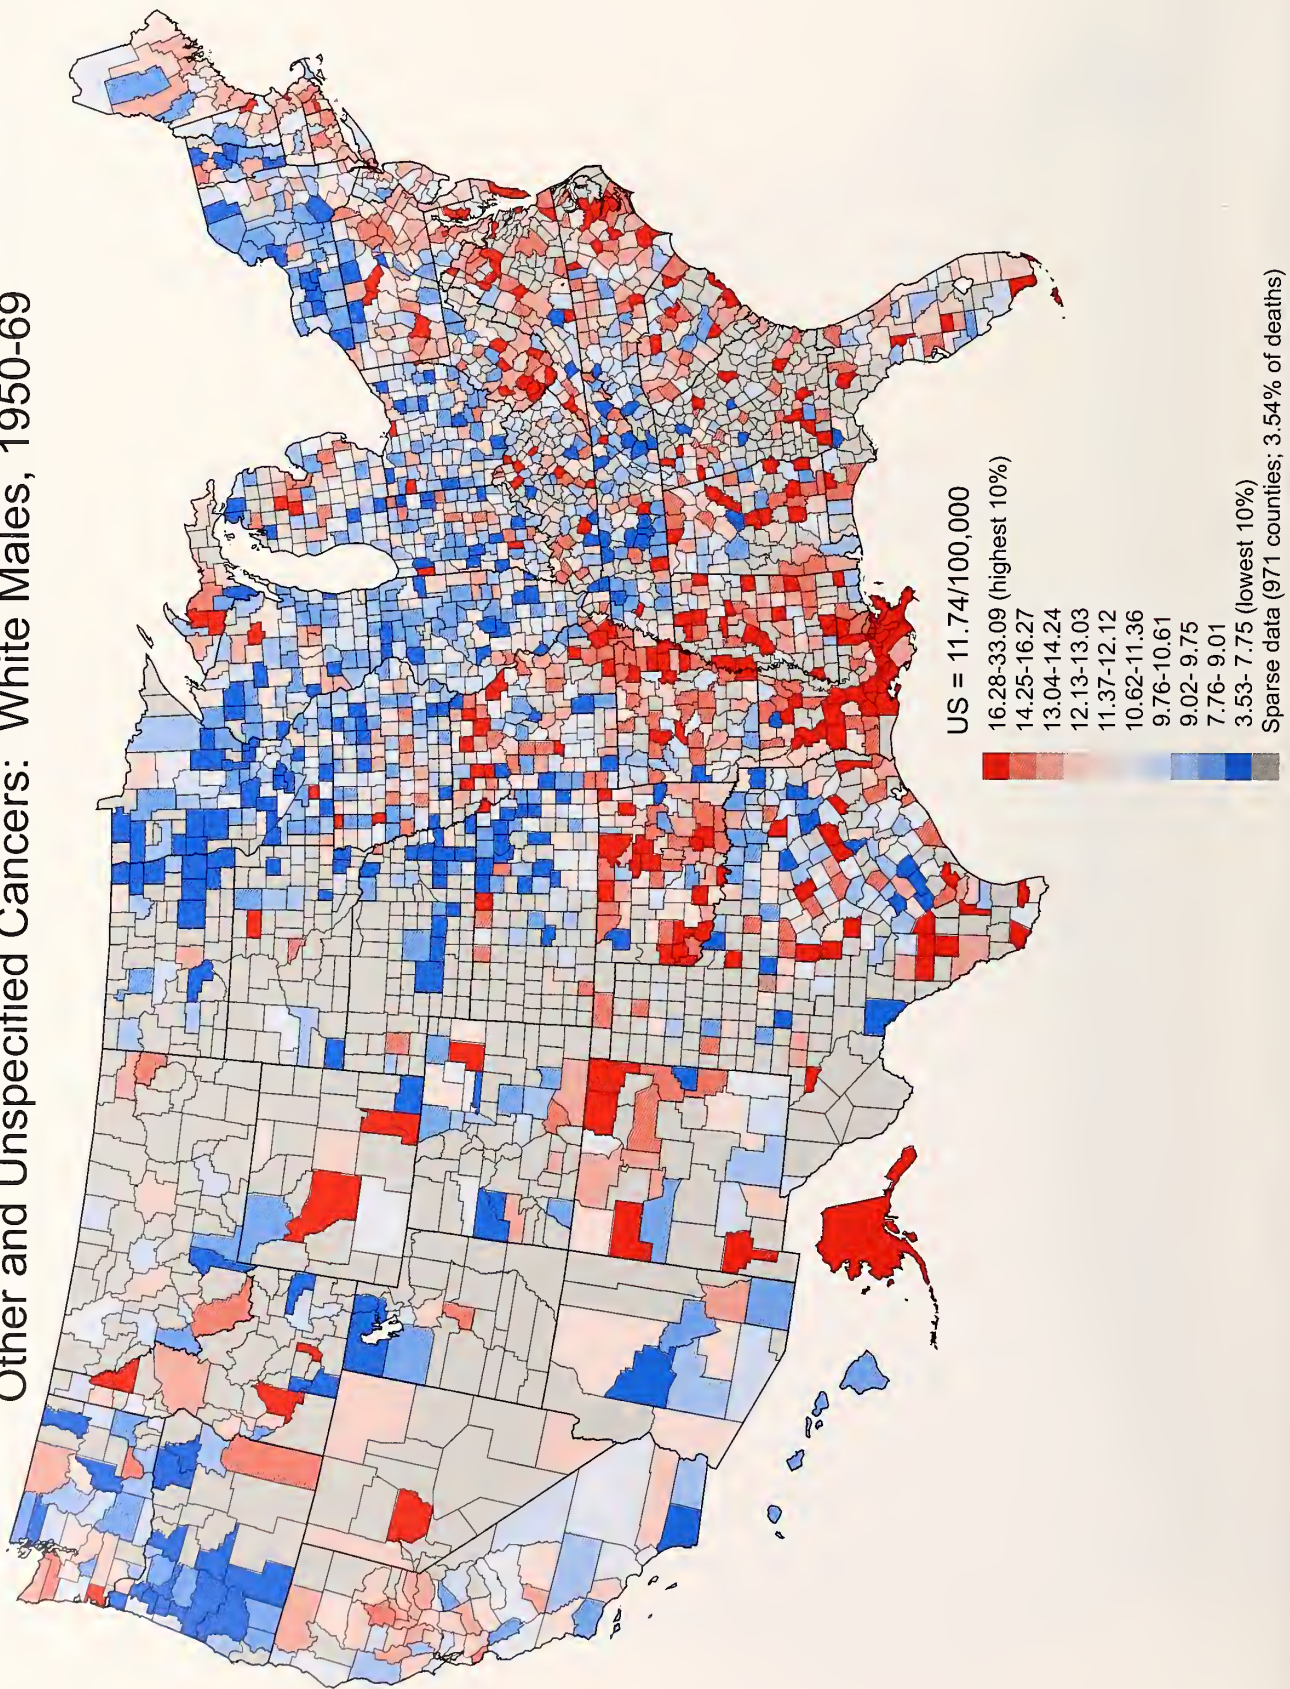 Other and Unspecified Cancers: White Males, 1950-69
US = 11.74/100,000
16.28-33.09 (highest 10%)
14.25-16.27
13.04-14.24
12.13-13.03
11.37-12.12
10.62-11.36
9.76-10.61
9.02- 9.75
7.76- 9.01
3.53- 7.75 (lowest 10%)
Sparse data (971 counties; 3.54% of deaths)